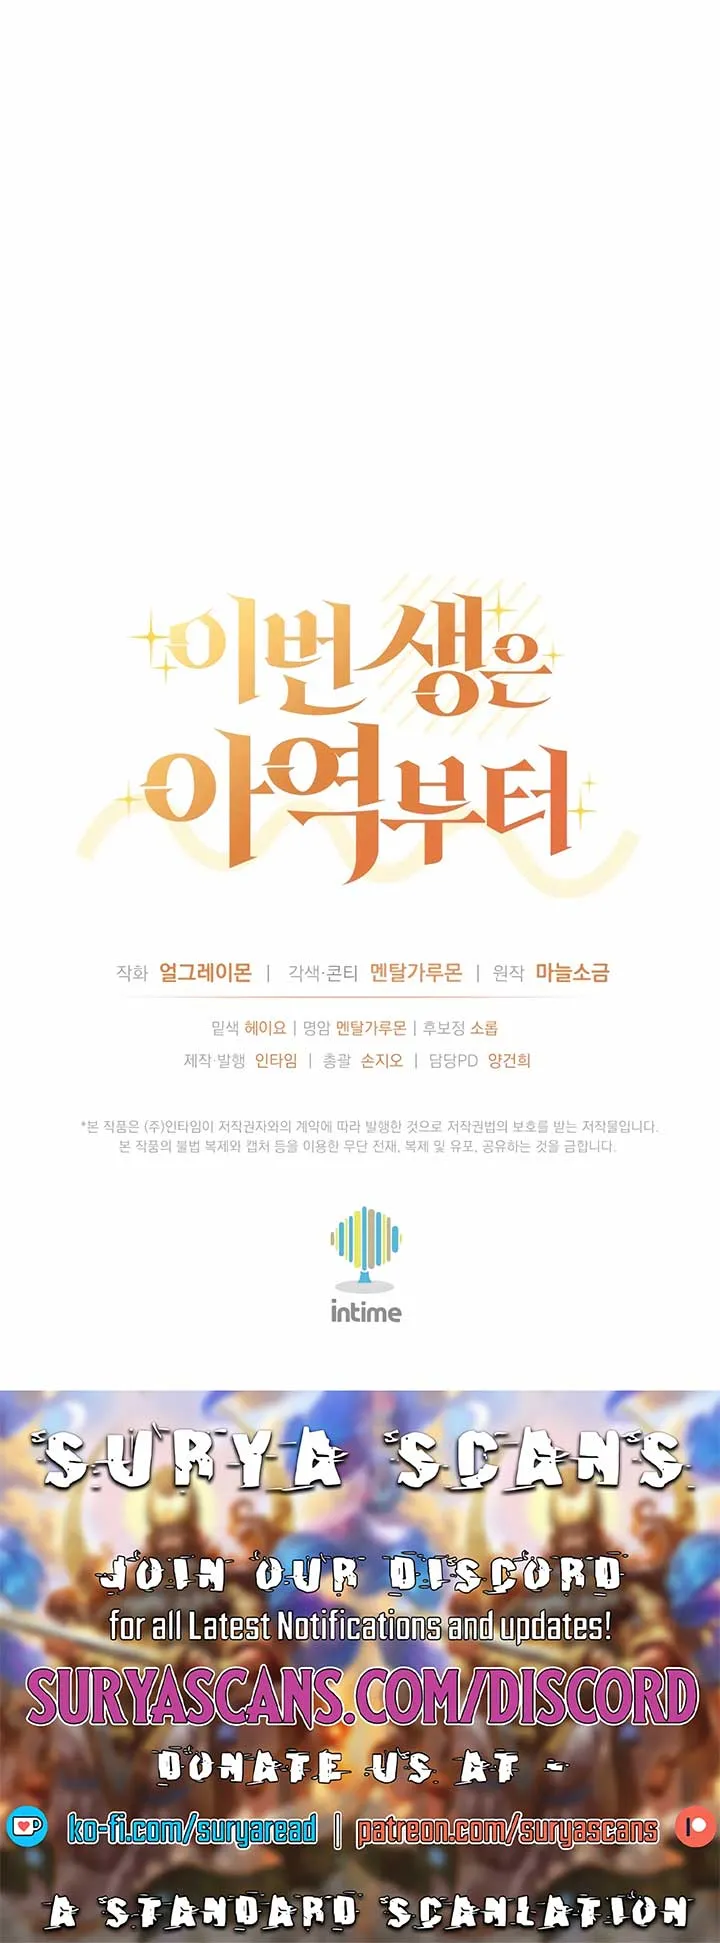 이번 생은
아역부터
작화 얼그레이몬 | 각색·콘티 멘탈가루몬 | 원작 마늘소금
밑색 헤이요 | 명암 멘탈가루몬 | 후보정 소롭
제작·발행 인타임 | 총괄 손지오 | 담당PD 양건희
*본 작품은 (주)인타임이 저작권자와의 계약에 따라 발행한 것으로 저작권법의 보호를 받는 저작물입니다.
본 작품의 불법 복제와 캡처 등을 이용한 무단 전재, 복제 및 유포, 공유하는 것을 금합니다.
intime
SURYA SCANS
JOIN OUR DISCORD
for all Latest Notifications and updates!
SURYASCANS.COM/DISCORD
DONATE US AT -
ko-fi.com/suryaread | patreon.com/suryascans
A STANDARD SCANLATION